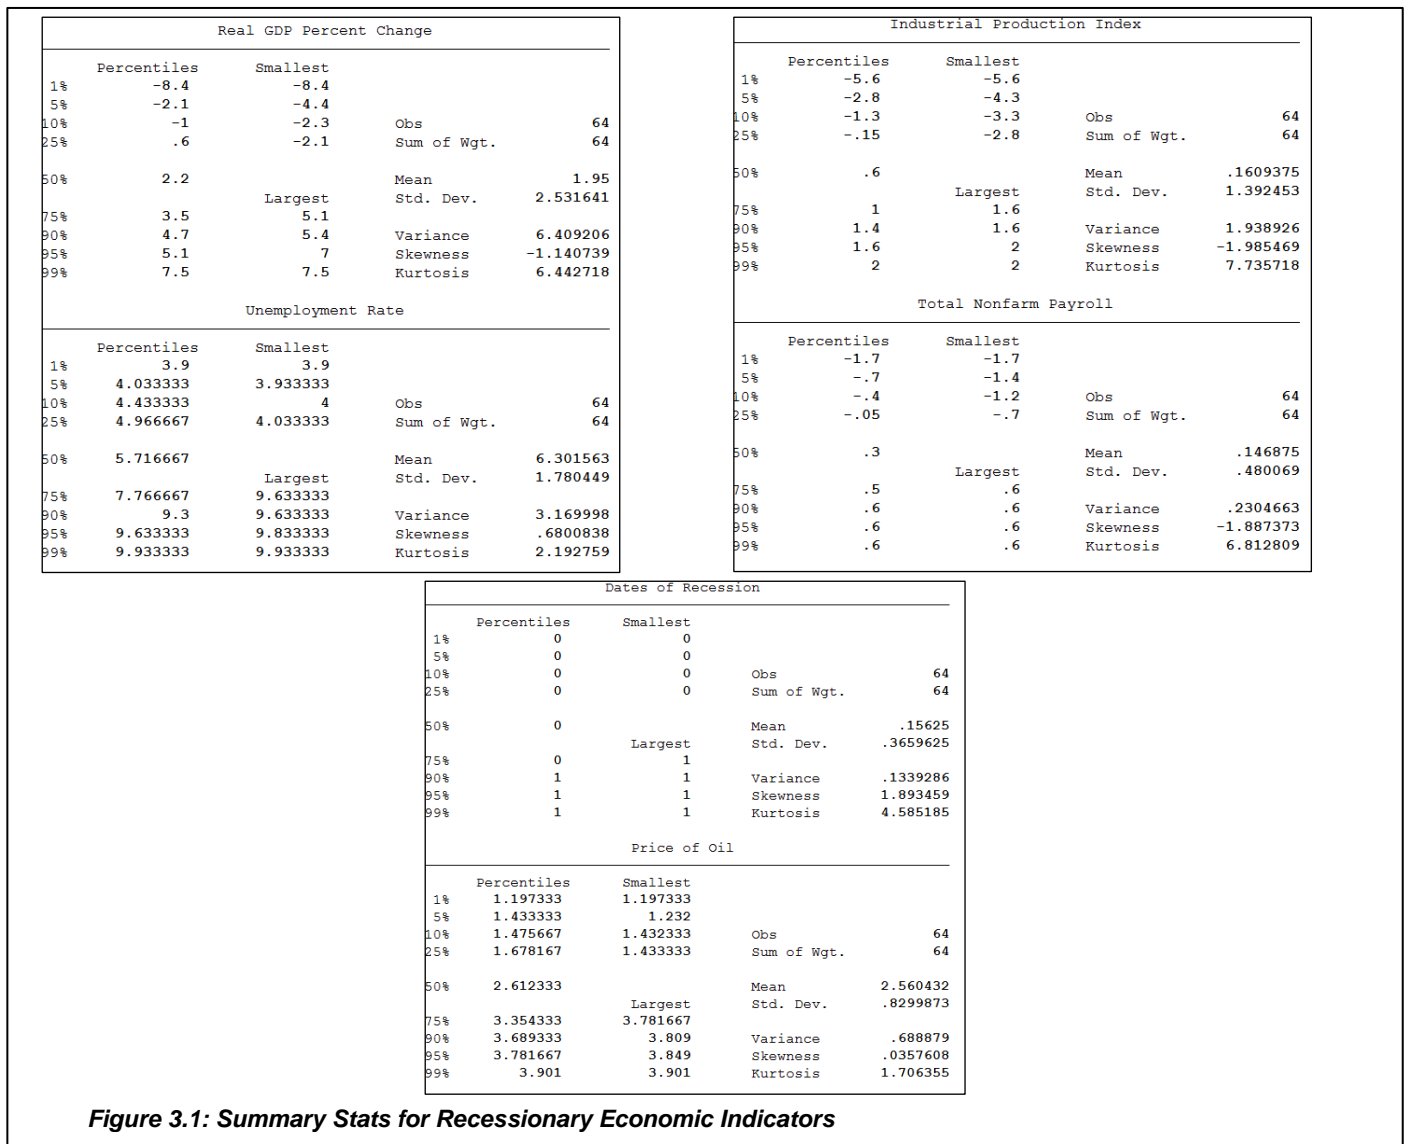 Real GDP Percent Change
Percentiles Smallest
1% -8.4 -8.4
5% -2.1 -4.4
10% -1 -2.3 Obs 64
25% .6 -2.1 Sum of Wgt. 64
50% 2.2 Mean 1.95
Largest Std. Dev. 2.531641
75% 3.5 5.1
90% 4.7 5.4 Variance 6.409206
95% 5.1 7 Skewness -1.140739
99% 7.5 7.5 Kurtosis 6.442718
Unemployment Rate
Percentiles Smallest
1% 3.9 3.9
5% 4.033333 3.933333
10% 4.433333 4 Obs 64
25% 4.966667 4.033333 Sum of Wgt. 64
50% 5.716667 Mean 6.301563
Largest Std. Dev. 1.780449
75% 7.766667 9.633333
90% 9.3 9.633333 Variance 3.169998
95% 9.633333 9.833333 Skewness .6800838
99% 9.933333 9.933333 Kurtosis 2.192759
Industrial Production Index
Percentiles Smallest
1% -5.6 -5.6
5% -2.8 -4.3
10% -1.3 -3.3 Obs 64
25% -.15 -2.8 Sum of Wgt. 64
50% .6 Mean .1609375
Largest Std. Dev. 1.392453
75% 1 1.6
90% 1.4 1.6 Variance 1.938926
95% 1.6 2 Skewness -1.985469
99% 2 2 Kurtosis 7.735718
Total Nonfarm Payroll
Percentiles Smallest
1% -1.7 -1.7
5% -.7 -1.4
10% -.4 -1.2 Obs 64
25% -.05 -.7 Sum of Wgt. 64
50% .3 Mean .146875
Largest Std. Dev. .480069
75% .5 .6
90% .6 .6 Variance .2304663
95% .6 .6 Skewness -1.887373
99% .6 .6 Kurtosis 6.812809
Dates of Recession
Percentiles Smallest
1% 0 0
5% 0 0
10% 0 0 Obs 64
25% 0 0 Sum of Wgt. 64
50% 0 Mean .15625
Largest Std. Dev. .3659625
75% 0 1
90% 1 1 Variance .1339286
95% 1 1 Skewness 1.893459
99% 1 1 Kurtosis 4.585185
Price of Oil
Percentiles Smallest
1% 1.197333 1.197333
5% 1.433333 1.232
10% 1.475667 1.432333 Obs 64
25% 1.678167 1.433333 Sum of Wgt. 64
50% 2.612333 Mean 2.560432
Largest Std. Dev. .8299873
75% 3.354333 3.781667
90% 3.689333 3.809 Variance .688879
95% 3.781667 3.849 Skewness .0357608
99% 3.901 3.901 Kurtosis 1.706355
Figure 3.1: Summary Stats for Recessionary Economic Indicators